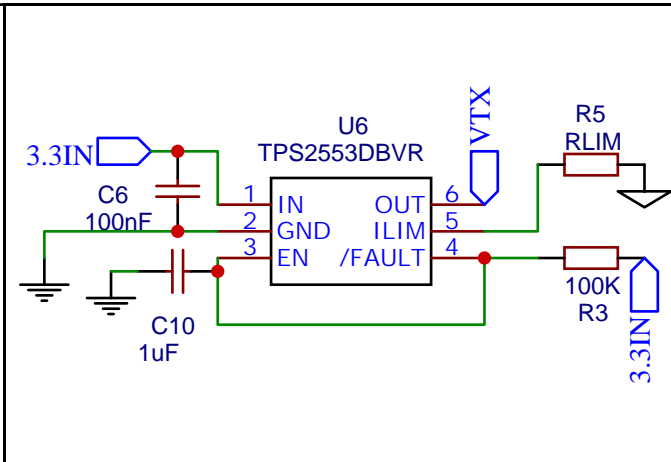 U6
TPS2553DBVR
3.3IN
C6
100nF
1 IN
2 GND
3 EN
OUT 6
ILIM 5
/FAULT 4
VTX
R5
RLIM
100K
R3
3.3IN
C10
1uF